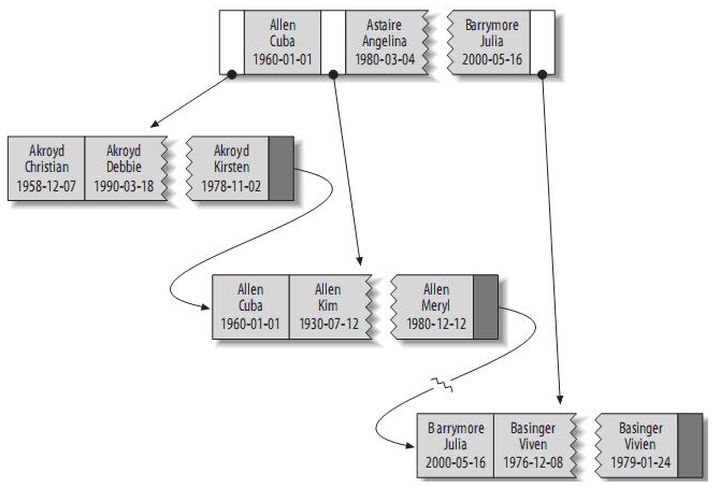 Allen
Cuba
1960-01-01
Astaire
Angelina
1980-03-04
Barrymore
Julia
2000-05-16
Akroyd
Christian
1958-12-07
Akroyd
Debbie
1990-03-18
Akroyd
Kirsten
1978-11-02
Allen
Cuba
1960-01-01
Allen
Kim
1930-07-12
Allen
Meryl
1980-12-12
Barrymore
Julia
2000-05-16
Basinger
Viven
1976-12-08
Basinger
Vivien
1979-01-24